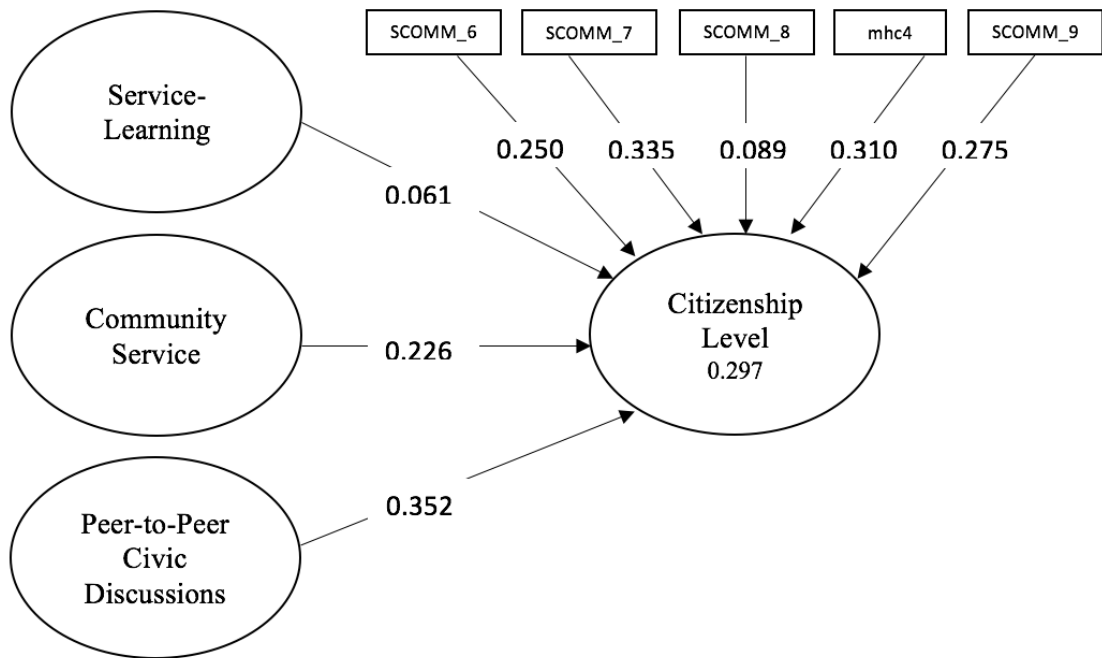 SCOMM_6
SCOMM_7
SCOMM_8
mhc4
SCOMM_9
Service-
Learning
0.250
0.335
0.089
0.310
0.275
0.061
Community
Service
0.226
Citizenship
Level
0.297
Peer-to-Peer
Civic
Discussions
0.352